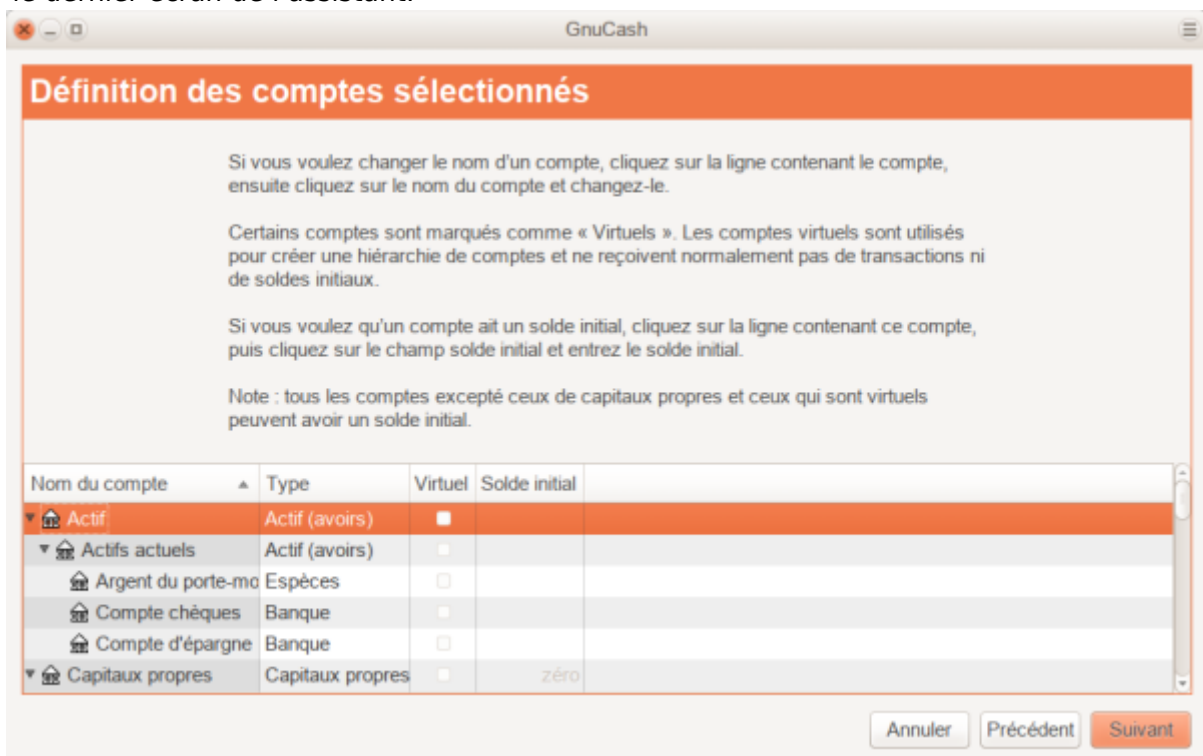 le dernier écran de l'assistant.
GnuCash
Définition des comptes sélectionnés
Si vous voulez changer le nom d'un compte, cliquez sur la ligne contenant le compte,
ensuite cliquez sur le nom du compte et changez-le.
Certains comptes sont marqués comme « Virtuels ». Les comptes virtuels sont utilisés
pour créer une hiérarchie de comptes et ne reçoivent normalement pas de transactions ni
de soldes initiaux.
Si vous voulez qu'un compte ait un solde initial, cliquez sur la ligne contenant ce compte,
puis cliquez sur le champ solde initial et entrez le solde initial.
Note : tous les comptes excepté ceux de capitaux propres et ceux qui sont virtuels
peuvent avoir un solde initial.
Nom du compte Type Virtuel Solde initial
Actif Actif (avoirs)
Actifs actuels Actif (avoirs)
Argent du porte-mo Espèces
Compte chèques Banque
Compte d'épargne Banque
Capitaux propres Capitaux propres zéro
Annuler Précédent Suivant